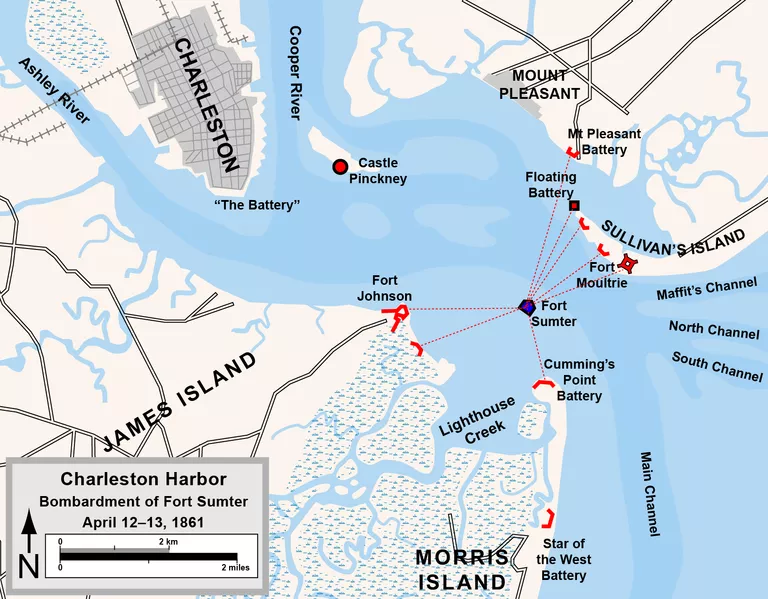 Ashley River
CHARLESTON
Cooper River
MOUNT
PLEASANT
Mt Pleasant
Battery
Castle
Pinckney
Floating
Battery
"The Battery"
SULLIVAN'S ISLAND
Fort
Moultrie
Fort
Johnson
Fort
Sumter
Maffit's Channel
North Channel
South Channel
Cumming's
Point
Battery
JAMES ISLAND
Lighthouse
Creek
Main Channel
Charleston Harbor
Bombardment of Fort Sumter
April 12–13, 1861
N
0
2 km
0
2 miles
MORRIS
ISLAND
Star of
the West
Battery